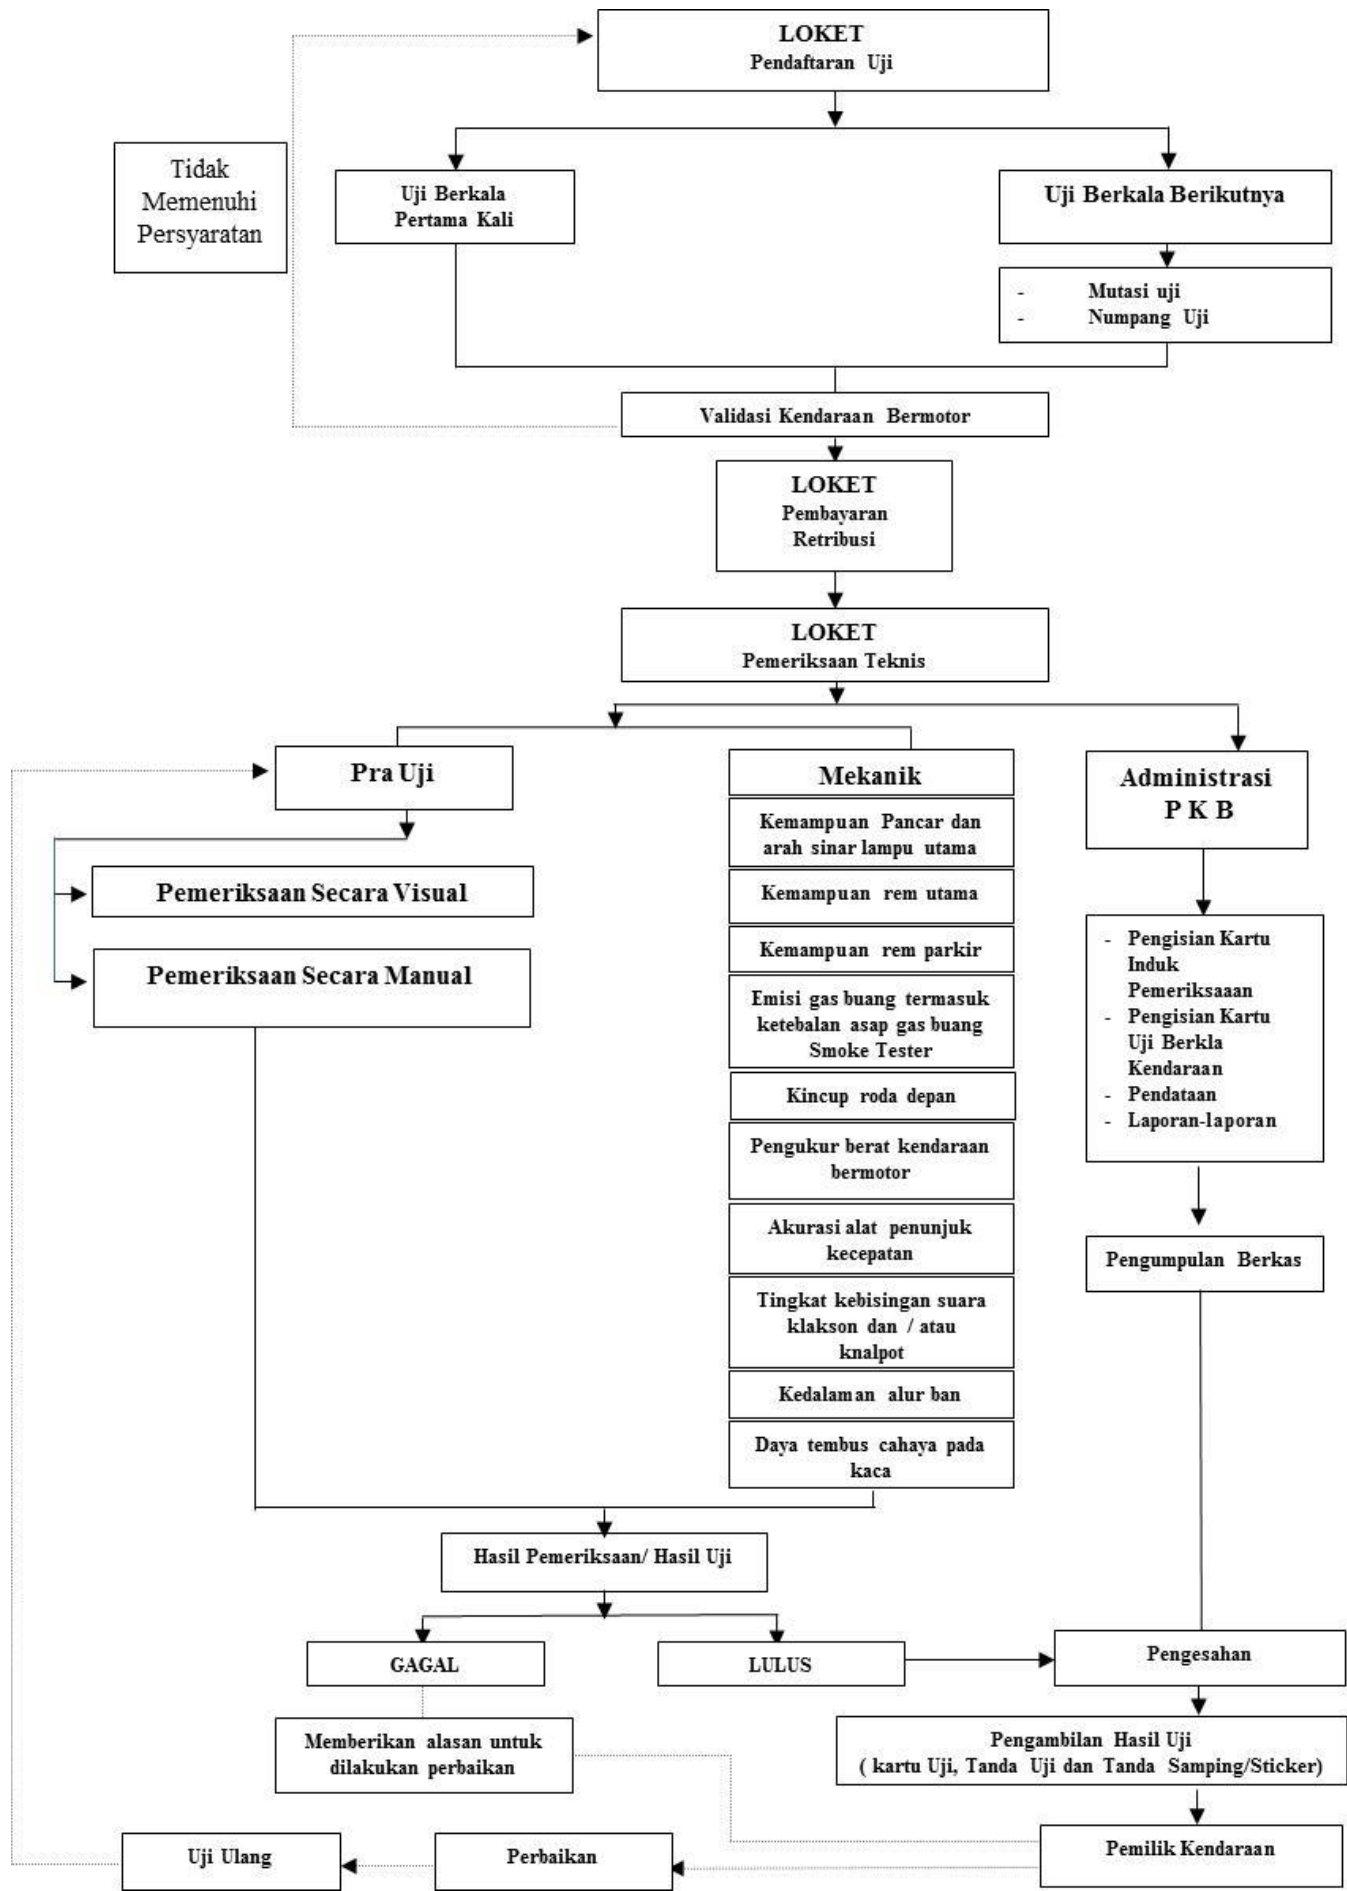 LOKET
Pendaftaran Uji
Tidak
Memenuhi
Persyaratan
Uji Berkala
Pertama Kali
Uji Berkala Berikutnya
- Mutasi uji
- Numpang Uji
Validasi Kendaraan Bermotor
LOKET
Pembayaran
Retribusi
LOKET
Pemeriksaan Teknis
Pra Uji
Pemeriksaan Secara Visual
Pemeriksaan Secara Manual
Mekanik
Kemampuan Pancar dan
arah sinar lampu utama
Kemampuan rem utama
Kemampuan rem parkir
Emisi gas buang termasuk
ketebalan asap gas buang
Smoke Tester
Kincup roda depan
Pengukur berat kendaraan
bermotor
Akurasi alat penunjuk
kecepatan
Tingkat kebisingan suara
klakson dan / atau
knalpot
Kedalaman alur ban
Daya tembus cahaya pada
kaca
Administrasi
P K B
- Pengisian Kartu
Induk
Pemeriksaaan
- Pengisian Kartu
Uji Berkla
Kendaraan
- Pendataan
- Laporan-laporan
Pengumpulan Berkas
Hasil Pemeriksaan/ Hasil Uji
GAGAL
LULUS
Pengesahan
Memberikan alasan untuk
dilakukan perbaikan
Pengambilan Hasil Uji
( kartu Uji, Tanda Uji dan Tanda Samping/Sticker)
Uji Ulang
Perbaikan
Pemilik Kendaraan